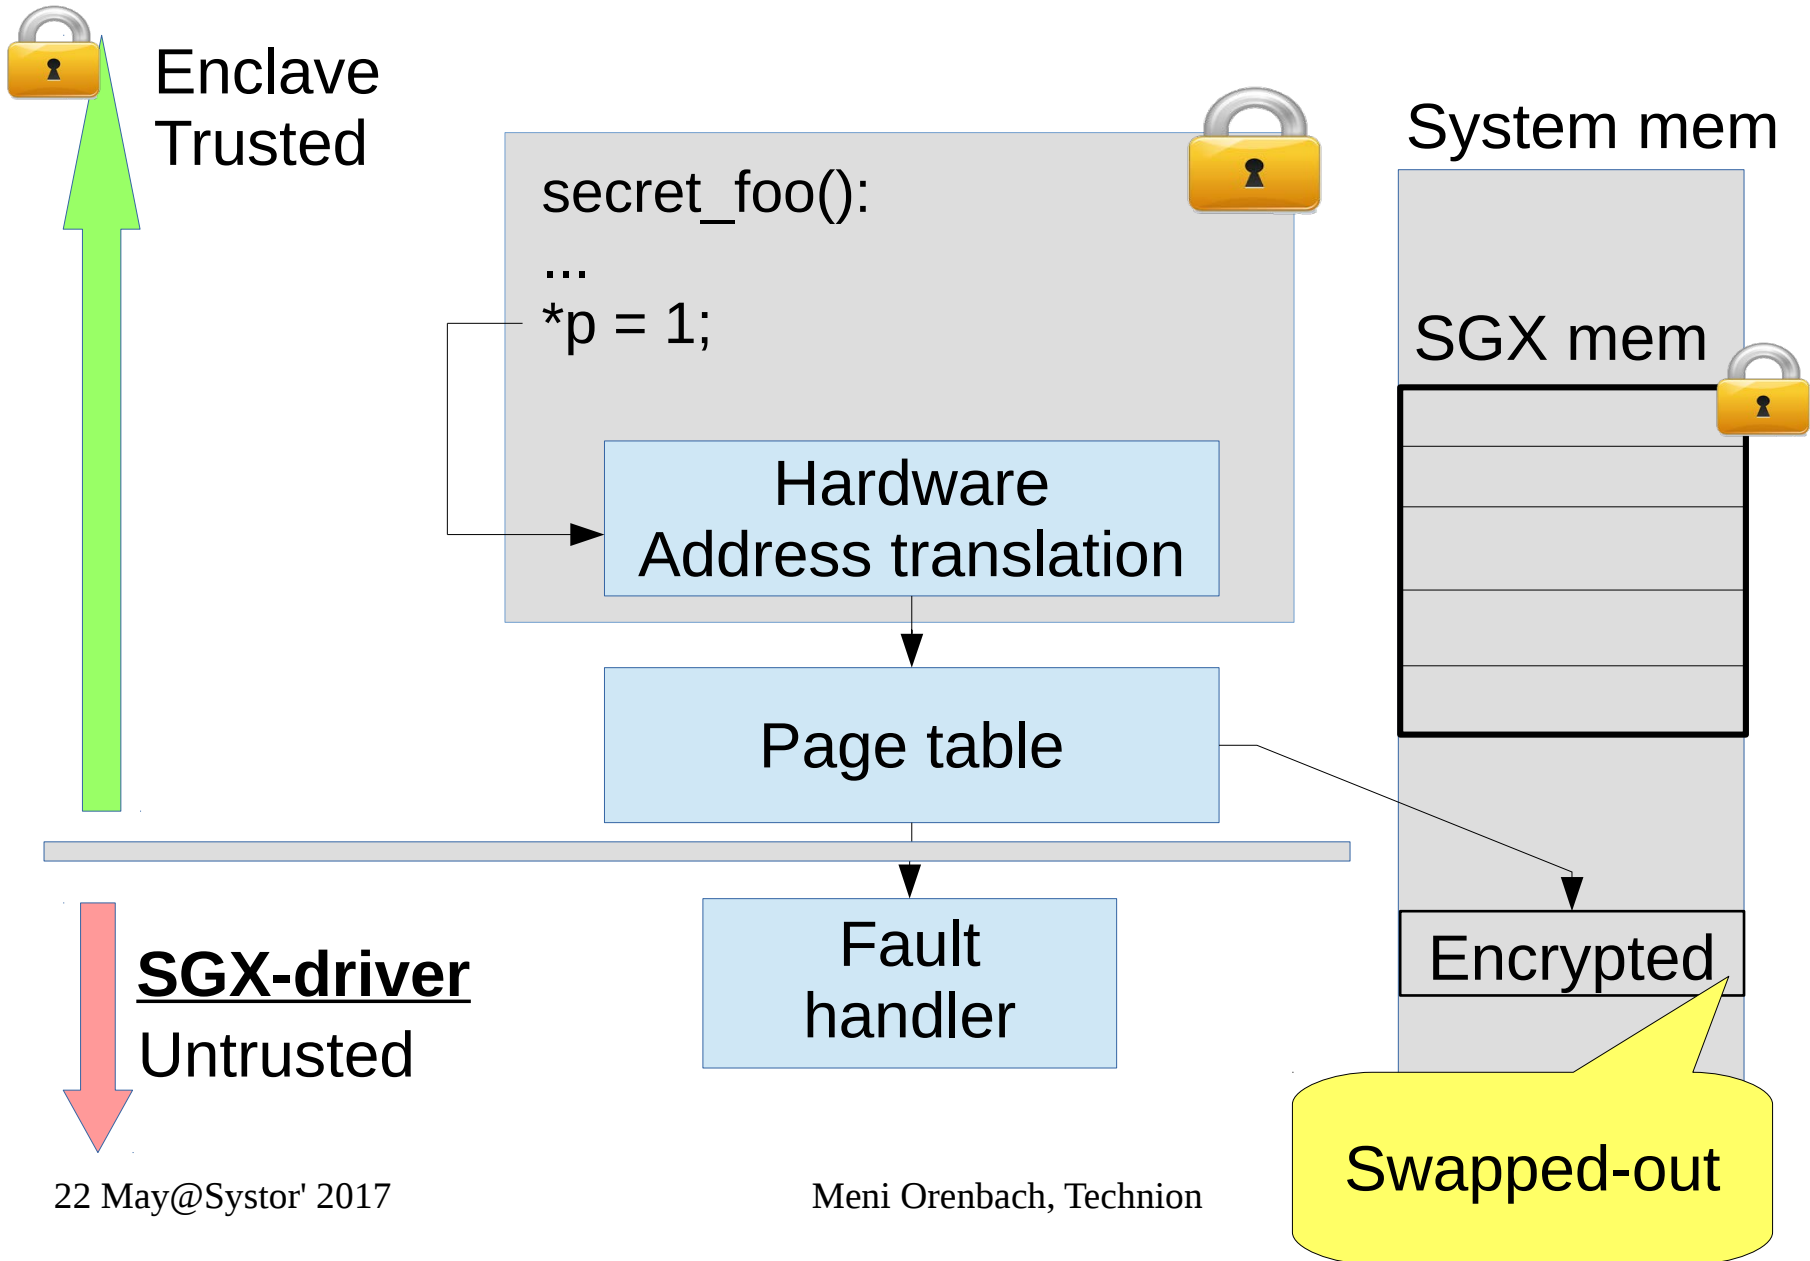 Enclave
Trusted
secret_foo():
...
*p = 1;
Hardware
Address translation
Page table
Fault
handler
System mem
SGX mem
Encrypted
Swapped-out
SGX-driver
Untrusted
22 May@Systor' 2017
Meni Orenbach, Technion